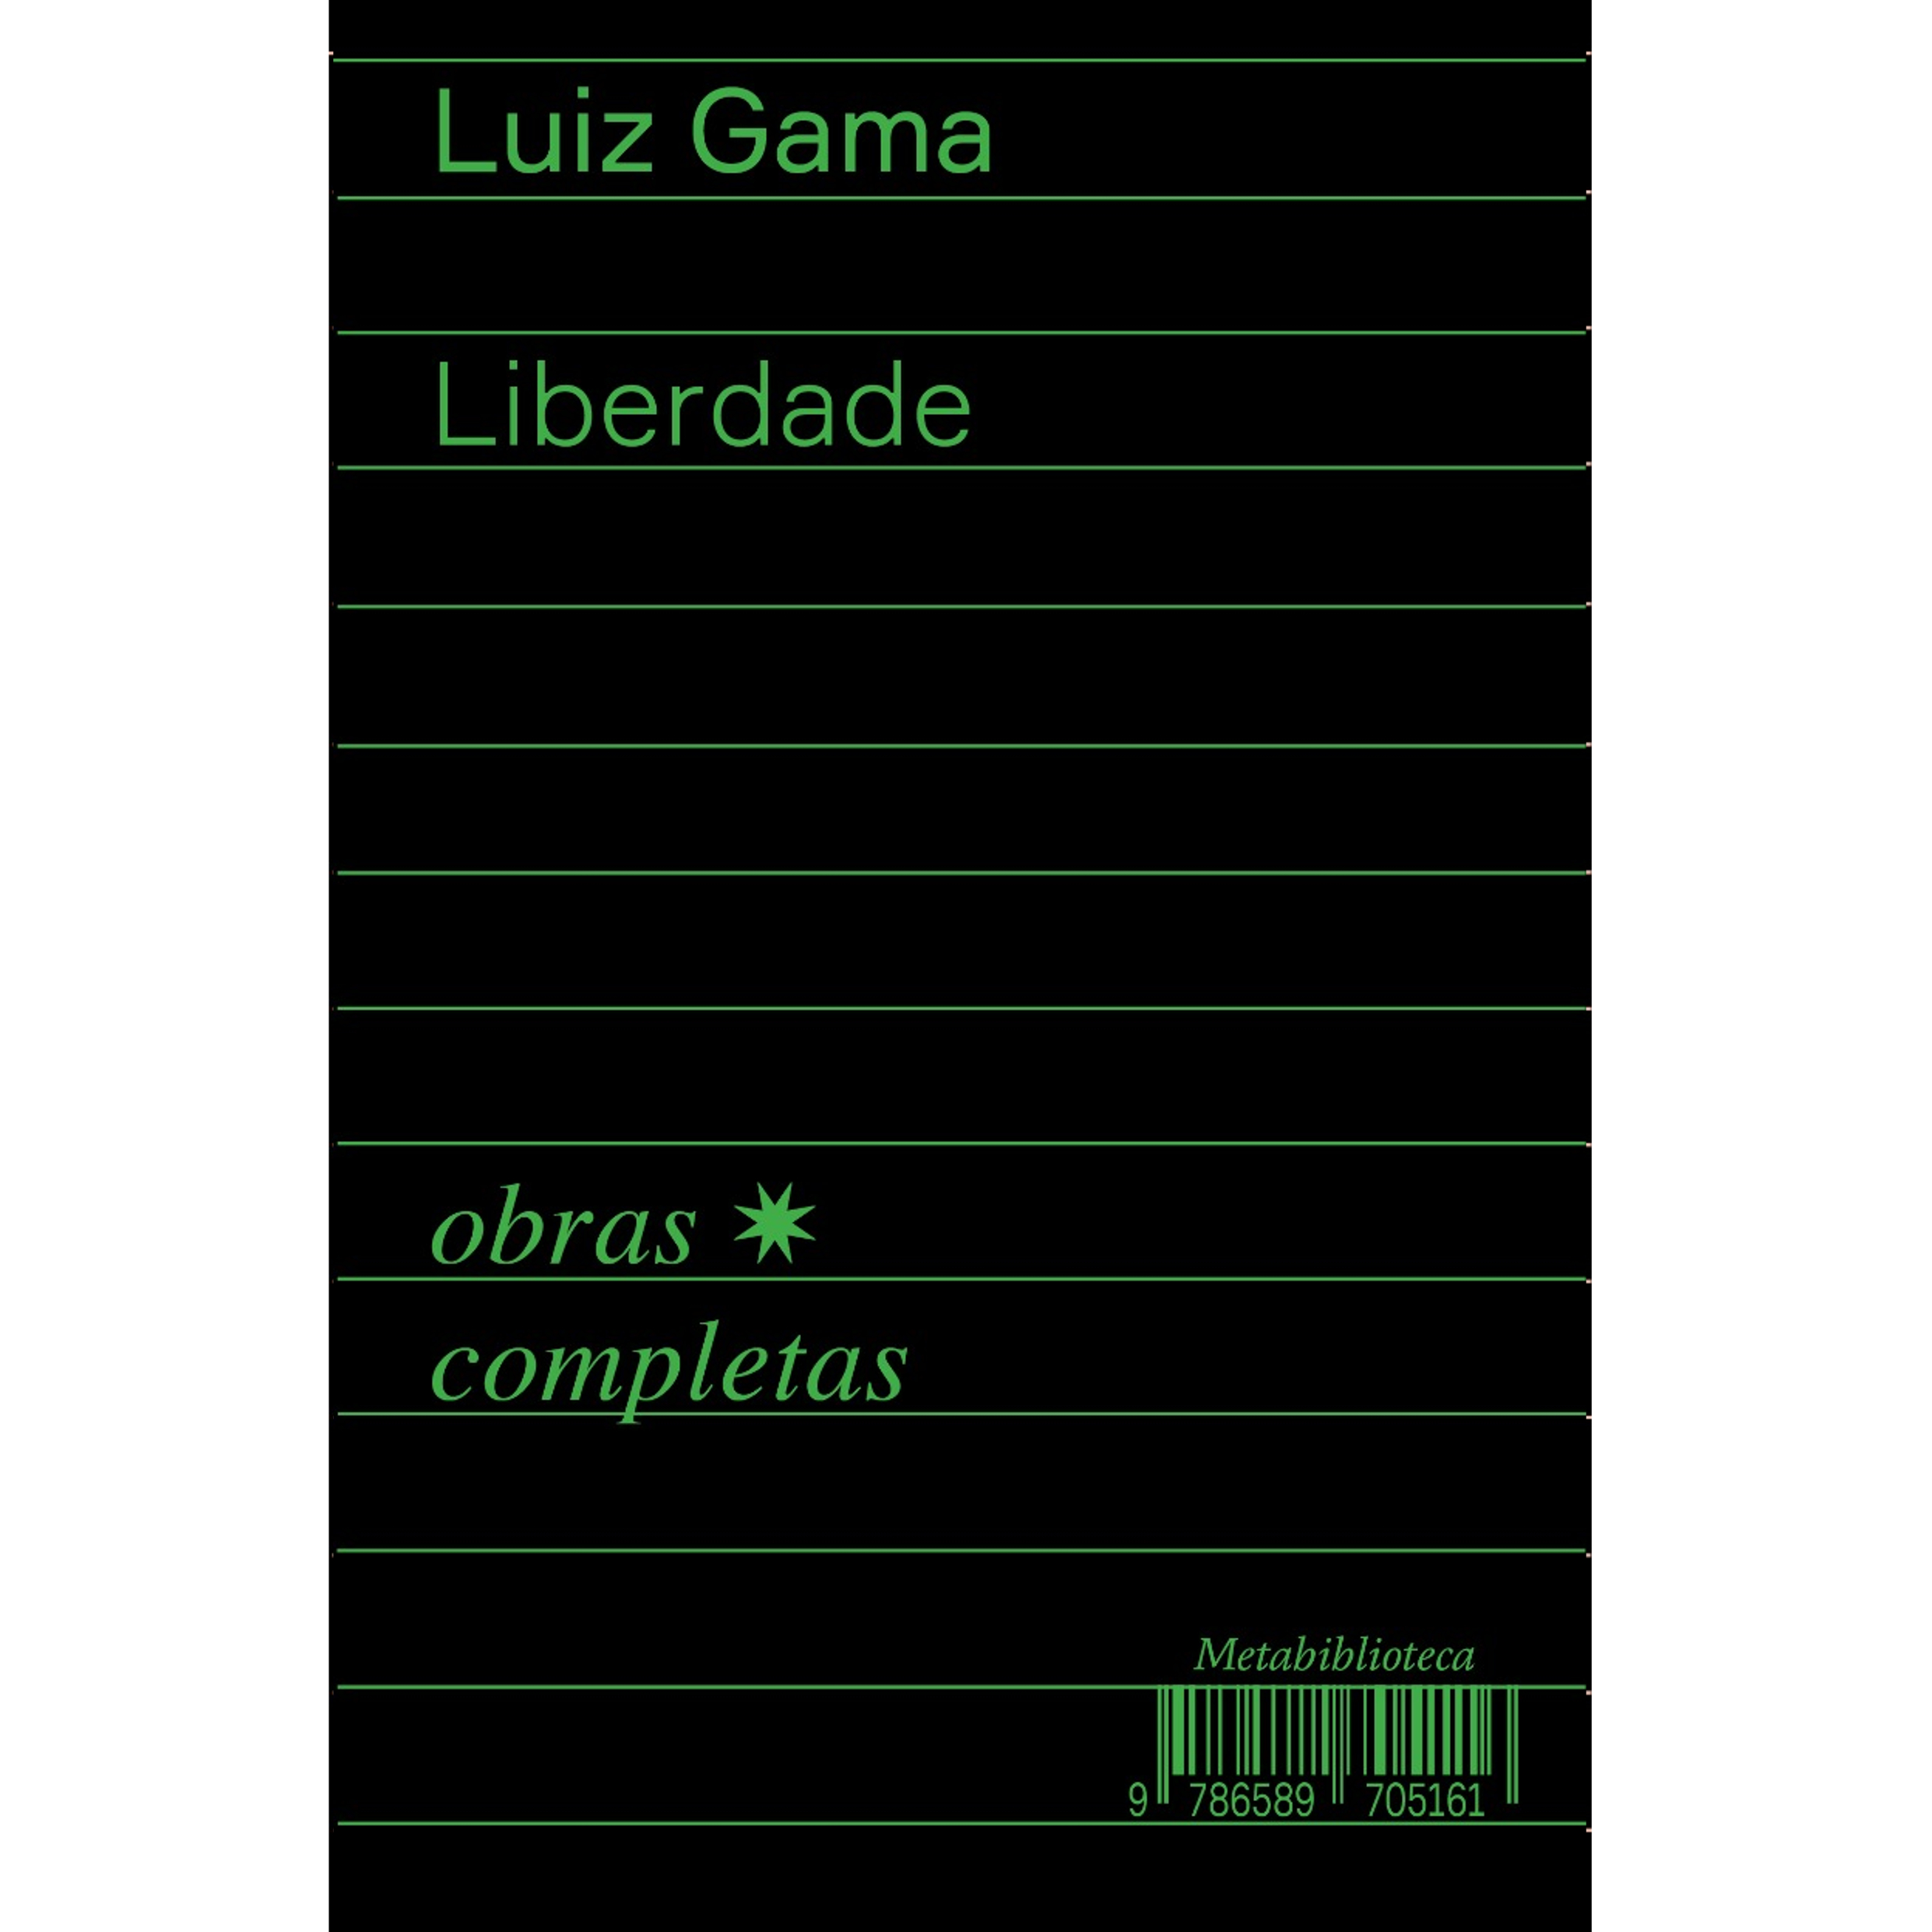 Luiz Gama
Liberdade
obras
completas
Metabiblioteca
9 786589 705161